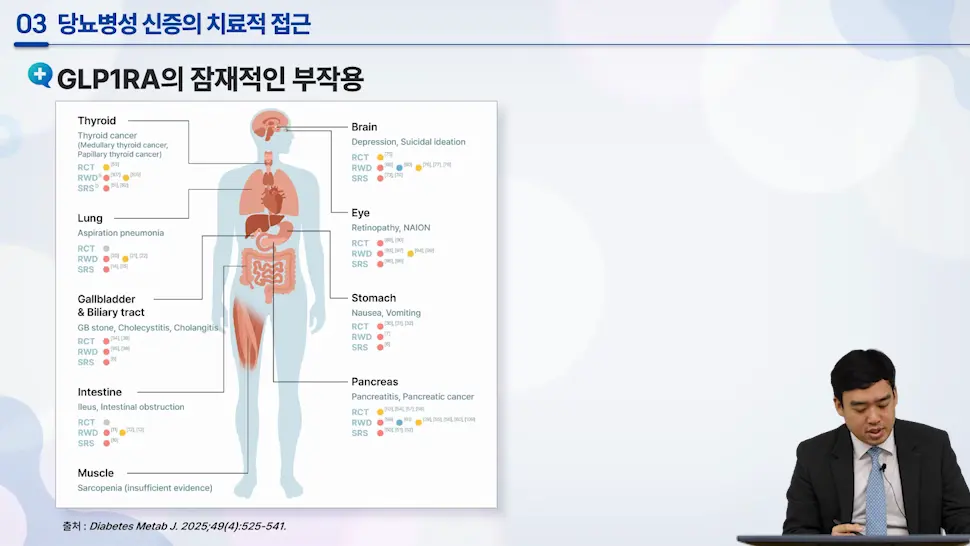 03 당뇨병성 신증의 치료적 접근
GLP1RA의 잠재적인 부작용
Thyroid
Thyroid cancer
(Medullary thyroid cancer,
Papillary thyroid cancer)
RCT
RWD
SRS
Lung
Aspiration pneumonia
RCT
RWD
SRS
Gallbladder
& Biliary tract
GB stone, Cholecystitis, Cholangitis
RCT
RWD
SRS
Intestine
Ileus, Intestinal obstruction
RCT
RWD
SRS
Muscle
Sarcopenia (insufficient evidence)
Brain
Depression, Suicidal Ideation
RCT
RWD
SRS
Eye
Retinopathy, NAION
RCT
RWD
SRS
Stomach
Nausea, Vomiting
RCT
RWD
SRS
Pancreas
Pancreatitis, Pancreatic cancer
RCT
RWD
SRS
출처 : Diabetes Metab J. 2025;49(4):525-541.